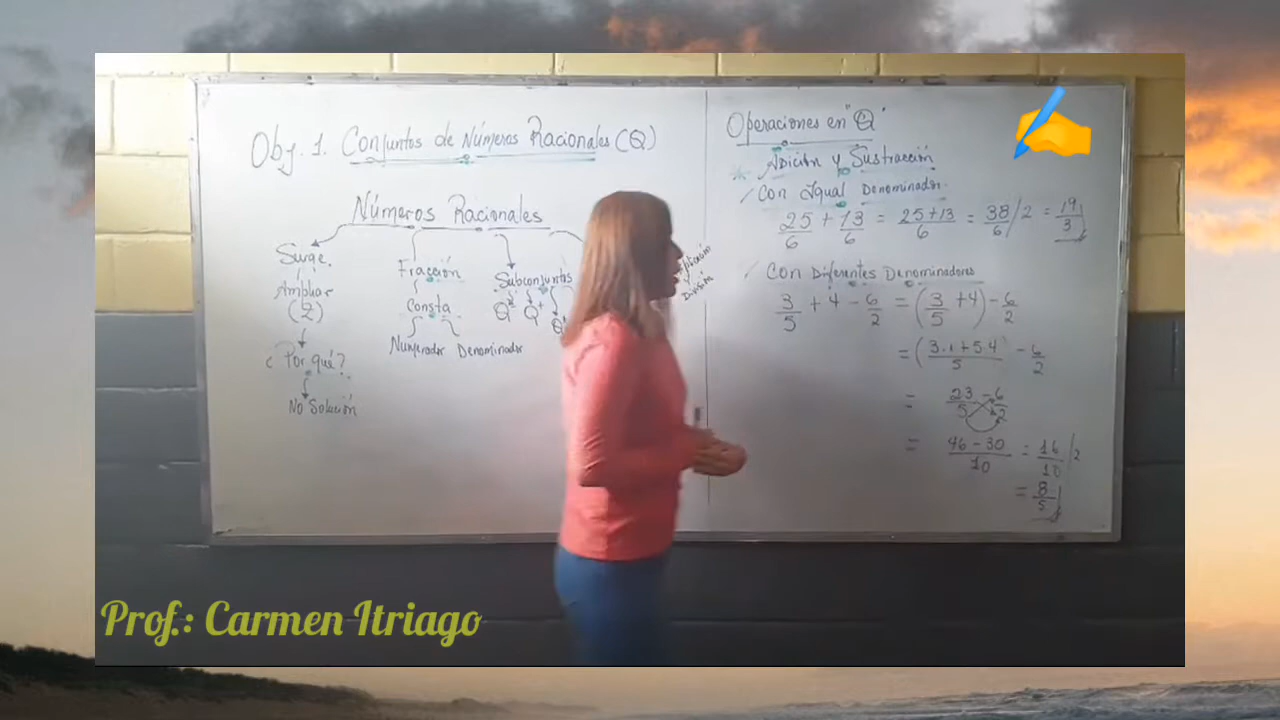 Obj. 1. Conjuntos de Números Racionales (Q)
Números Racionales
Surge
Ampliar
(Z)
¿Por qué?
No Solución
Fracción
Consta
Numerador Denominador
Subconjuntos
Q* Q+
División
Operaciones en "Q"
Adición y Sustracción
Con Igual Denominador
25/6 + 13/6 = 25+13/6 = 38/6 /2 = 19/3
Con Diferentes Denominadores
3/5 + 4 - 6/2 = (3/5 + 4) - 6/2
= (3.1+5.4/5) - 6/2
= 23/5 - 6/2
= 46-30/10 = 16/10 /2
= 8/5
Prof.: Carmen Itriago